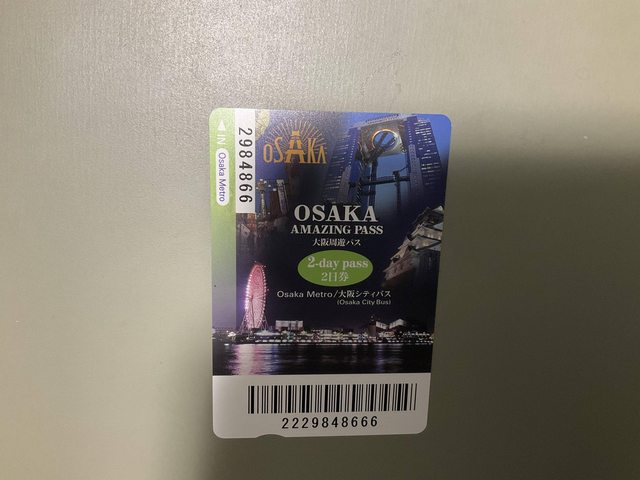 ◀ IN Osaka Metro
2984866
OSAKA
OSAKA
AMAZING PASS
大阪周遊パス
2-day pass
2日券
Osaka Metro/大阪シティバス
(Osaka City Bus)
2229848666